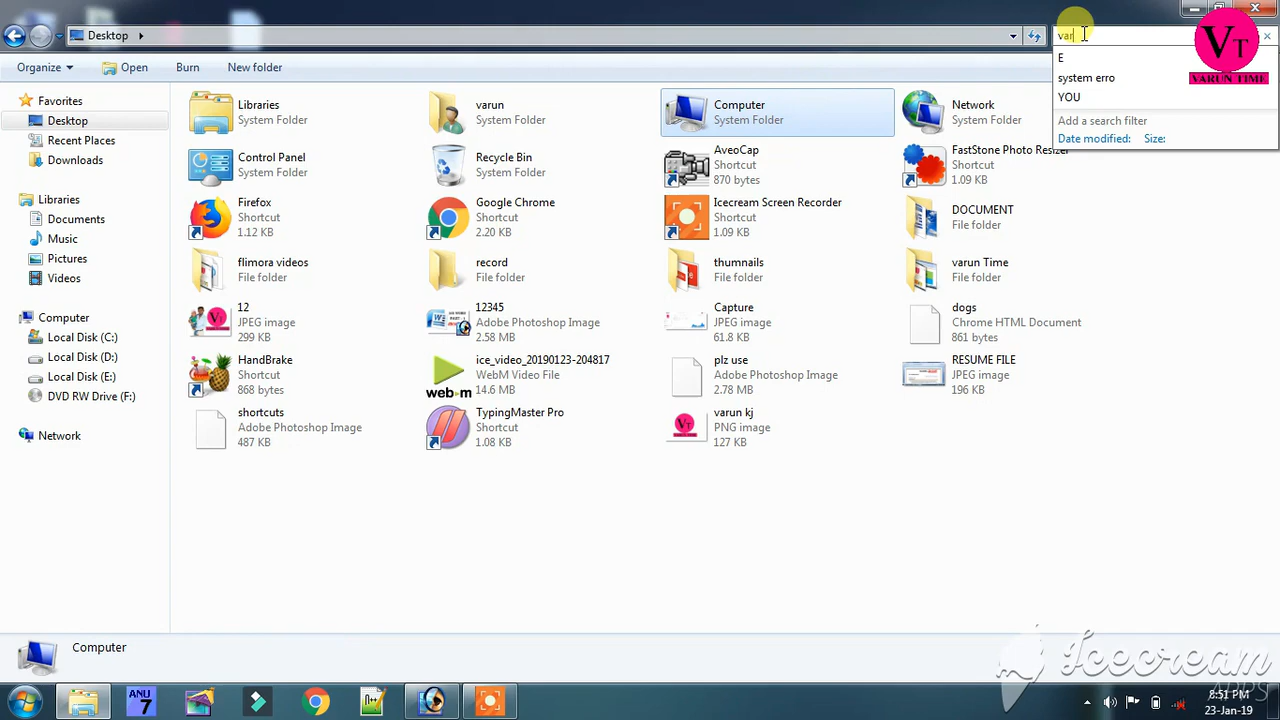 Desktop
var
VT
VARUN TIME
Organize
Open
Burn
New folder
E
system erro
YOU
Add a search filter
Date modified:
Size:
Favorites
Desktop
Recent Places
Downloads
Libraries
Documents
Music
Pictures
Videos
Computer
Local Disk (C:)
Local Disk (D:)
Local Disk (E:)
DVD RW Drive (F:)
Network
Libraries
System Folder
varun
System Folder
Computer
System Folder
Network
System Folder
Control Panel
System Folder
Recycle Bin
System Folder
AveoCap
Shortcut
870 bytes
FastStone Photo Resizer
Shortcut
1.09 KB
Firefox
Shortcut
1.12 KB
Google Chrome
Shortcut
2.20 KB
Icecream Screen Recorder
Shortcut
1.09 KB
DOCUMENT
File folder
flimora videos
File folder
record
File folder
thumnails
File folder
varun Time
File folder
12
JPEG image
299 KB
12345
Adobe Photoshop Image
2.58 MB
Capture
JPEG image
61.8 KB
dogs
Chrome HTML Document
861 bytes
HandBrake
Shortcut
868 bytes
webm
ice_video_20190123-204817
WebM Video File
14.6 MB
plz use
Adobe Photoshop Image
2.78 MB
RESUME FILE
JPEG image
196 KB
shortcuts
Adobe Photoshop Image
487 KB
TypingMaster Pro
Shortcut
1.08 KB
VT
varun kj
PNG image
127 KB
Computer
Icecream
APPS
ANU
7
8:51 PM
23-Jan-19